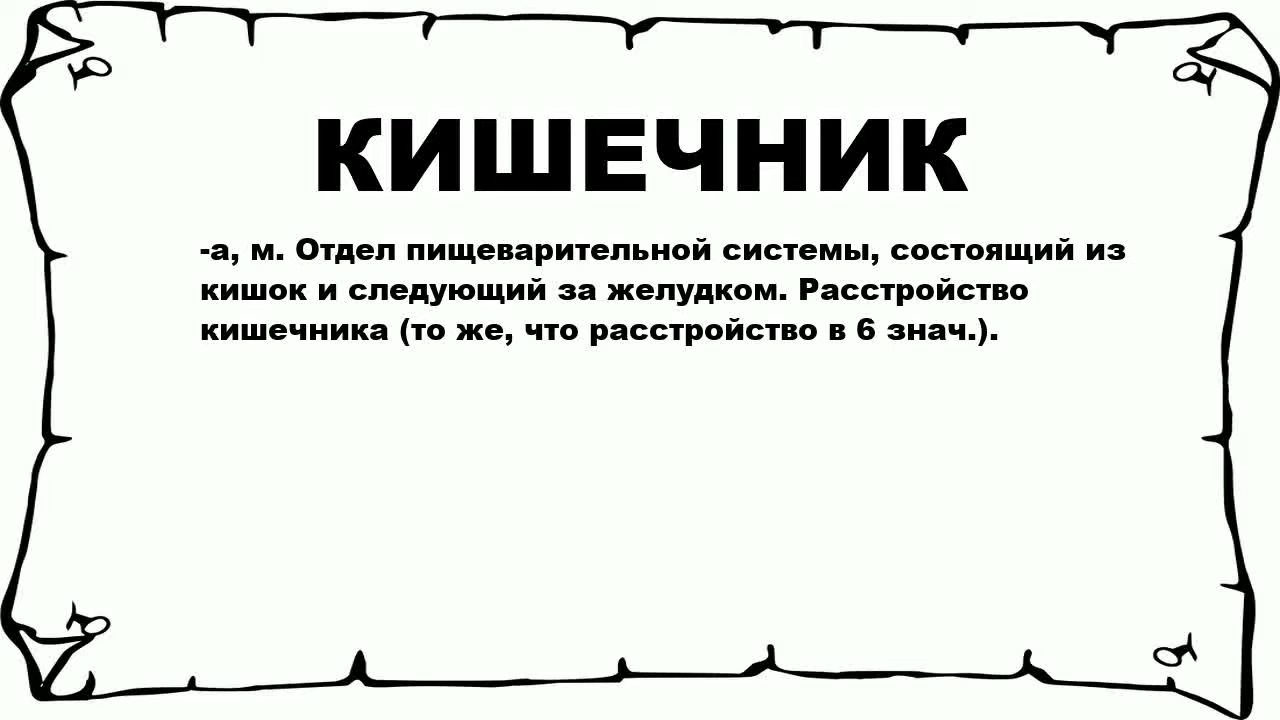 КИШЕЧНИК
-а, м. Отдел пищеварительной системы, состоящий из
кишок и следующий за желудком. Расстройство
кишечника (то же, что расстройство в 6 знач.).